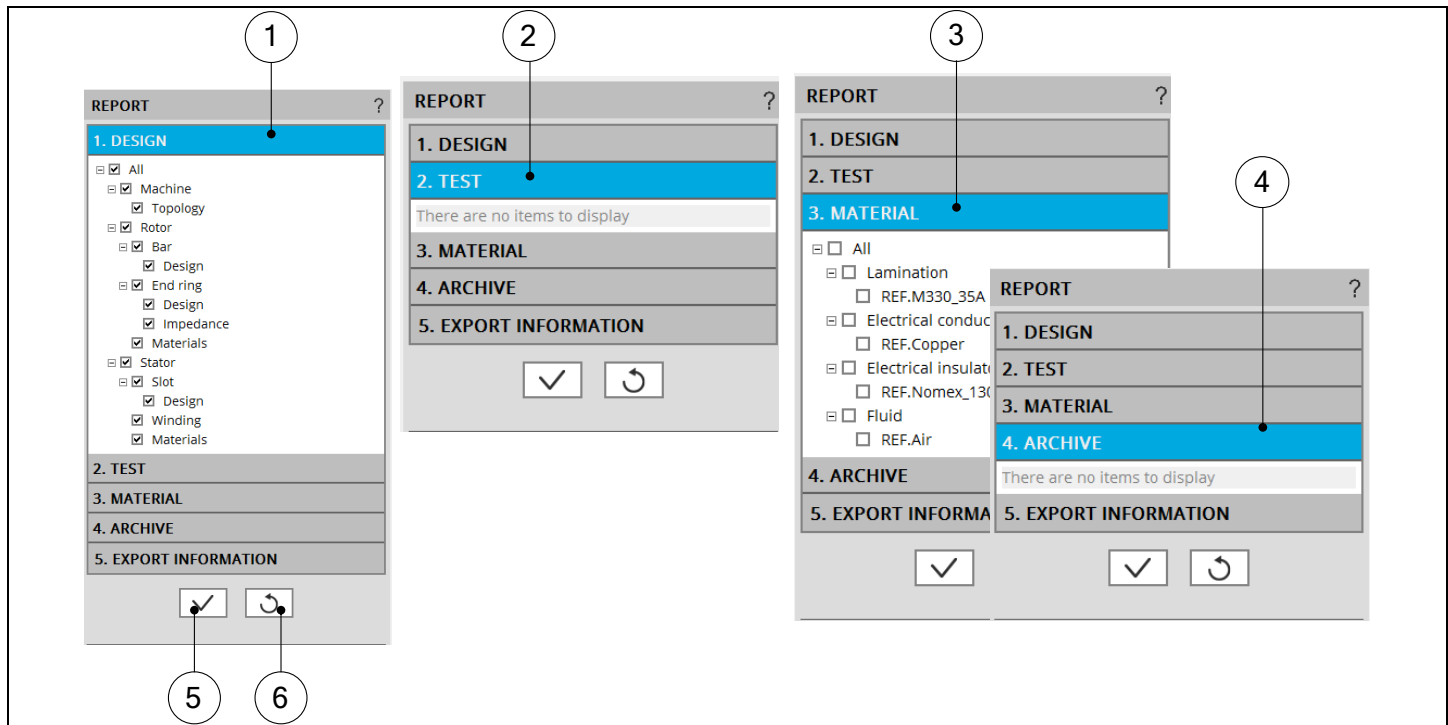 1
2
3
4
REPORT ?
1. DESIGN
All
Machine
Topology
Rotor
Bar
Design
End ring
Design
Impedance
Materials
Stator
Slot
Design
Winding
Materials
2. TEST
3. MATERIAL
4. ARCHIVE
5. EXPORT INFORMATION
5
6
REPORT ?
1. DESIGN
2. TEST
There are no items to display
3. MATERIAL
4. ARCHIVE
5. EXPORT INFORMATION
REPORT ?
1. DESIGN
2. TEST
3. MATERIAL
All
Lamination
REF.M330_35A
Electrical conduc
REF.Copper
Electrical insulat
REF.Nomex_130
Fluid
REF.Air
4. ARCHIVE
5. EXPORT INFORMA
REPORT ?
1. DESIGN
2. TEST
3. MATERIAL
4. ARCHIVE
There are no items to display
5. EXPORT INFORMATION